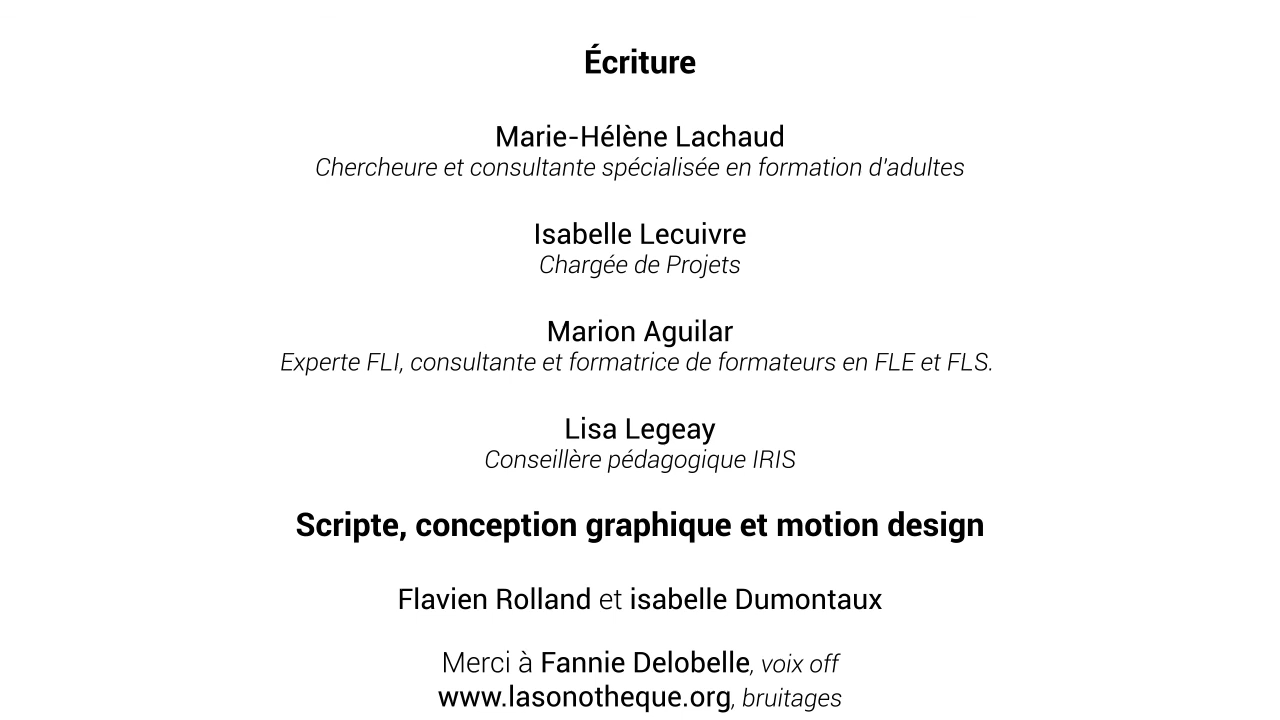 Écriture
Marie-Hélène Lachaud
Chercheure et consultante spécialisée en formation d'adultes
Isabelle Lecuivre
Chargée de Projets
Marion Aguilar
Experte FLI, consultante et formatrice de formateurs en FLE et FLS.
Lisa Legeay
Conseillère pédagogique IRIS
Scripte, conception graphique et motion design
Flavien Rolland et isabelle Dumontaux
Merci à Fannie Delobelle, voix off
www.lasonotheque.org, bruitages